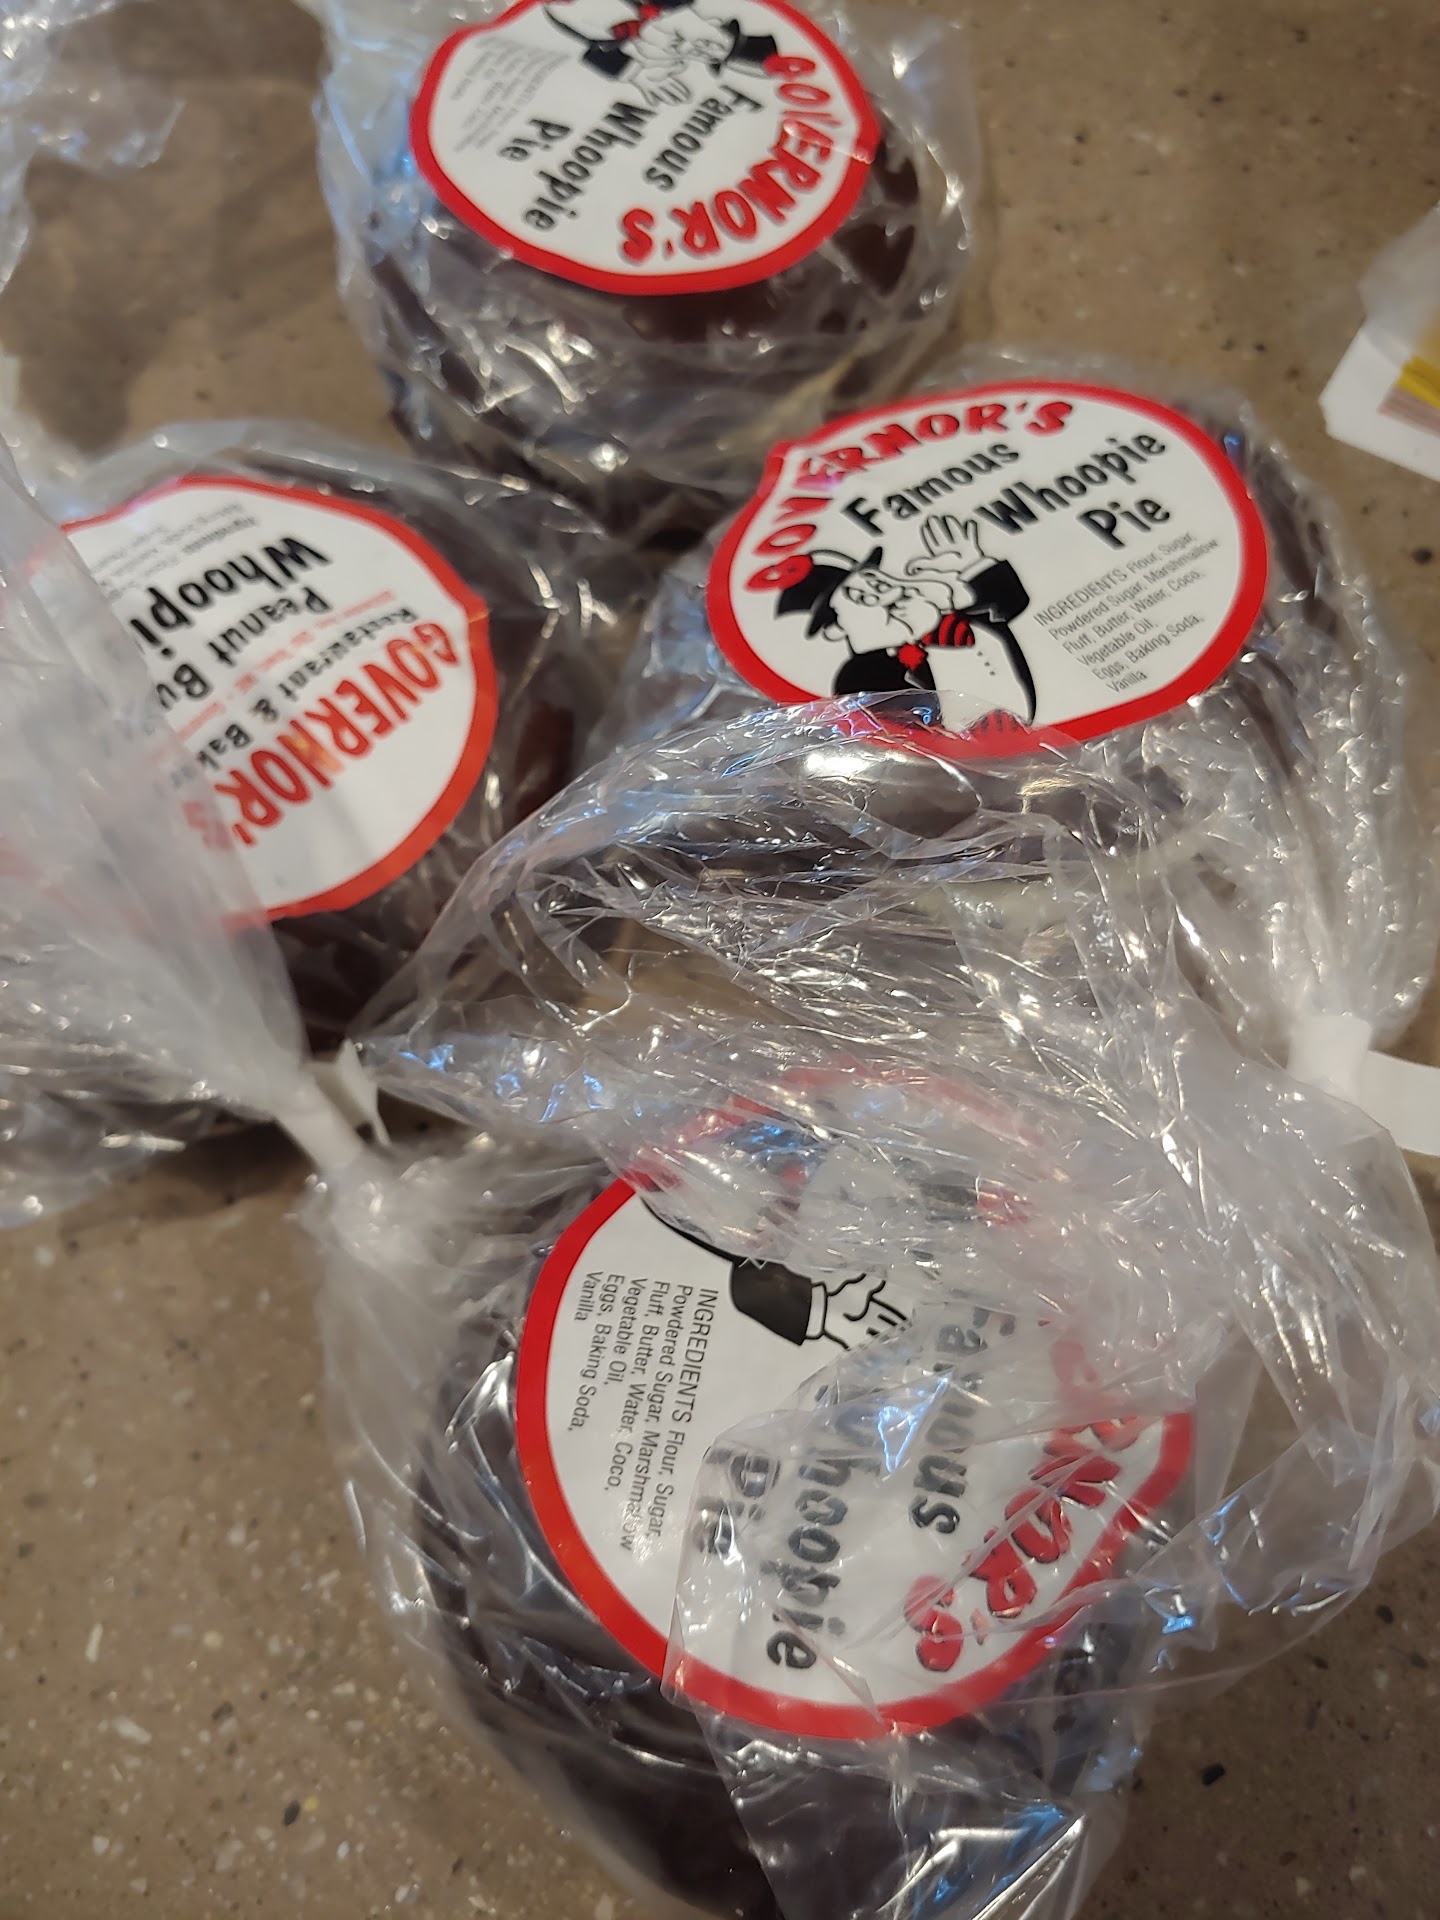 GOVERNOR'S
Famous
Whoopie
Pie
GOVERNOR'S
Famous
Whoopie
Pie
INGREDIENTS Flour, Sugar,
Powdered Sugar, Marshmallow
Fluff, Butter, Water, Coco,
Vegetable Oil,
Eggs, Baking Soda,
Vanilla
GOVERNOR'S
Restaurant & Bak
Peanut Bu
Whoopi
ERNOR'S
Famous
Whoopie
Pie
INGREDIENTS Flour, Sugar,
Powdered Sugar, Marshmallow
Fluff, Butter, Water, Coco,
Vegetable Oil,
Eggs, Baking Soda,
Vanilla